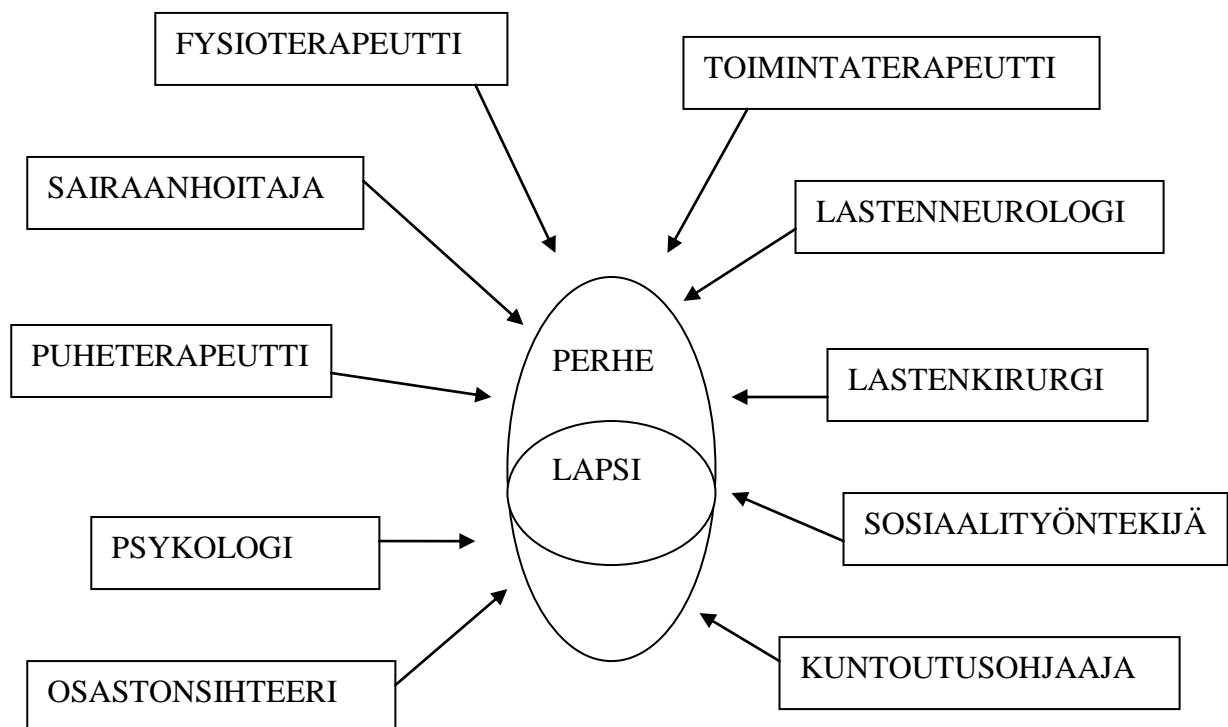 FYSIOTERAPEUTTI
TOIMINTATERAPEUTTI
SAIRAANHOITAJA
LASTENNEUROLOGI
PUHETERAPEUTTI
PERHE
LASTENKIRURGI
LAPSI
SOSIAALITYÖNTEKIJÄ
PSYKOLOGI
KUNTOUTUSOHJAAJA
OSASTONSIHTEERI